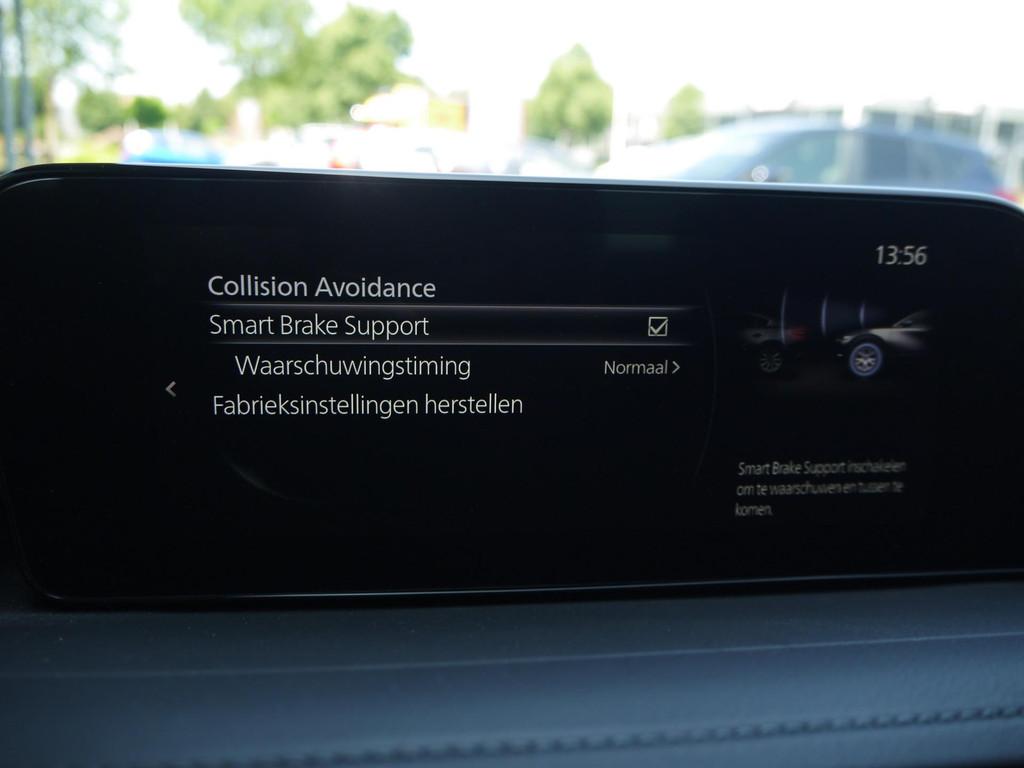 13:56
Collision Avoidance
Smart Brake Support
Waarschuwingstiming Normaal >
Fabrieksinstellingen herstellen
Smart Brake Support inschakelen
om te waarschuwen en tussen te
komen.